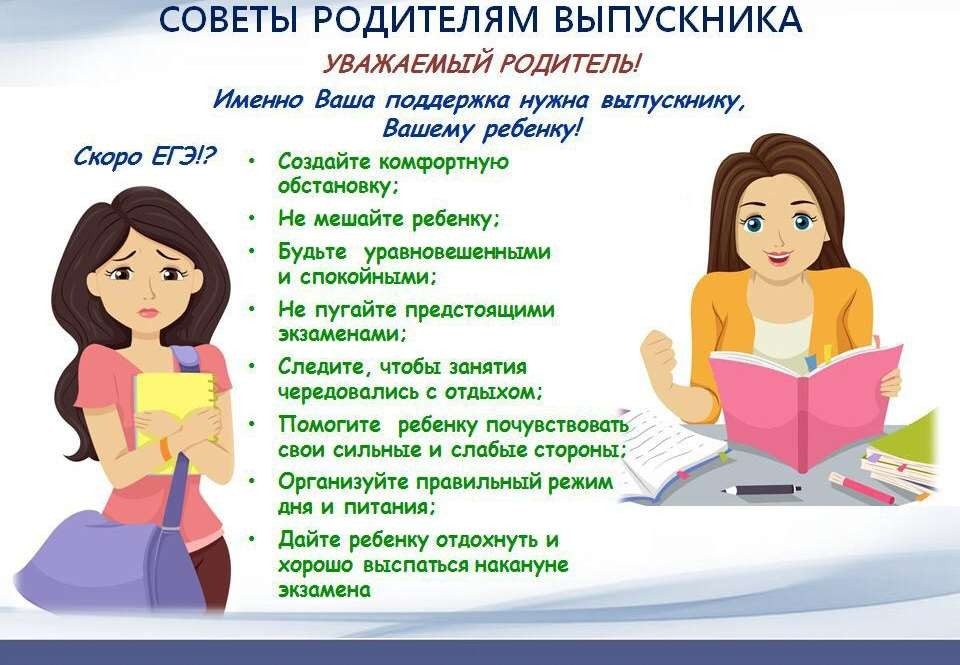 СОВЕТЫ РОДИТЕЛЯМ ВЫПУСКНИКА
УВАЖАЕМЫЙ РОДИТЕЛЬ!
Именно Ваша поддержка нужна выпускнику,
Вашему ребенку!
Скоро ЕГЭ!?
• Создайте комфортную
обстановку;
• Не мешайте ребенку;
• Будьте уравновешенными
и спокойными;
• Не пугайте предстоящими
экзаменами;
• Следите, чтобы занятия
чередовались с отдыхом;
• Помогите ребенку почувствовать
свои сильные и слабые стороны;
• Организуйте правильный режим
дня и питания;
• Дайте ребенку отдохнуть и
хорошо выспаться накануне
экзамена